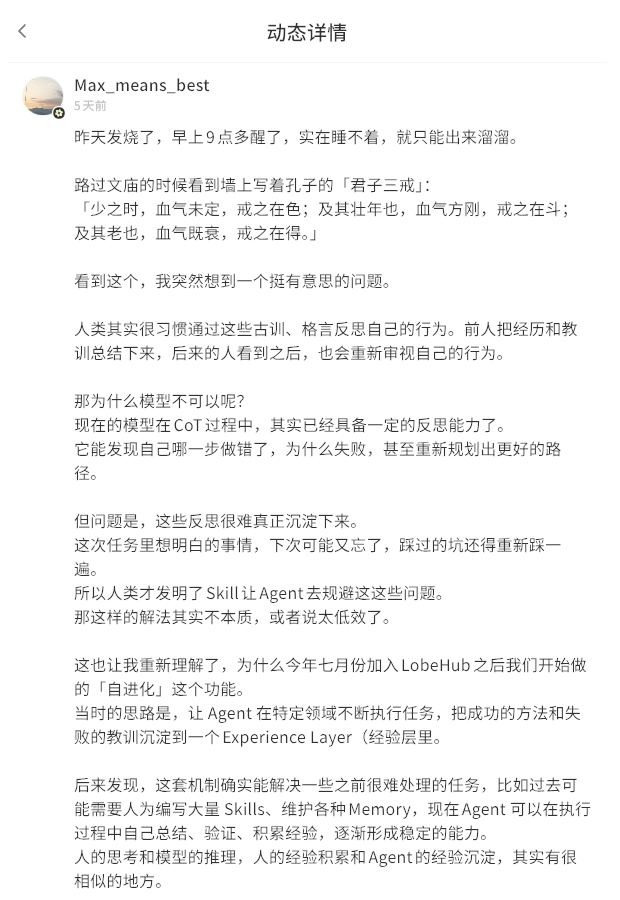 动态详情
Max_means_best
5天前
昨天发烧了，早上9点多醒了，实在睡不着，就只能出来溜溜。
路过文庙的时候看到墙上写着孔子的「君子三戒」：
「少之时，血气未定，戒之在色；及其壮年也，血气方刚，戒之在斗；
及其老也，血气既衰，戒之在得。」
看到这个，我突然想到一个挺有意思的问题。
人类其实很习惯通过这些古训、格言反思自己的行为。前人把经历和教
训总结下来，后来的人看到之后，也会重新审视自己的行为。
那为什么模型不可以呢？
现在的模型在CoT过程中，其实已经具备一定的反思能力了。
它能发现自己哪一步做错了，为什么失败，甚至重新规划出更好的路
径。
但问题是，这些反思很难真正沉淀下来。
这次任务里想明白的事情，下次可能又忘了，踩过的坑还得重新踩一
遍。
所以人类才发明了Skill让Agent去规避这这些问题。
那这样的解法其实不本质，或者说太低效了。
这也让我重新理解了，为什么今年七月份加入LobeHub之后我们开始做
的「自进化」这个功能。
当时的思路是，让 Agent 在特定领域不断执行任务，把成功的方法和失
败的教训沉淀到一个Experience Layer（经验层里。
后来发现，这套机制确实能解决一些之前很难处理的任务，比如过去可
能需要人为编写大量 Skills、维护各种Memory，现在Agent 可以在执行
过程中自己总结、验证、积累经验，逐渐形成稳定的能力。
人的思考和模型的推理，人的经验积累和Agent的经验沉淀，其实有很
相似的地方。